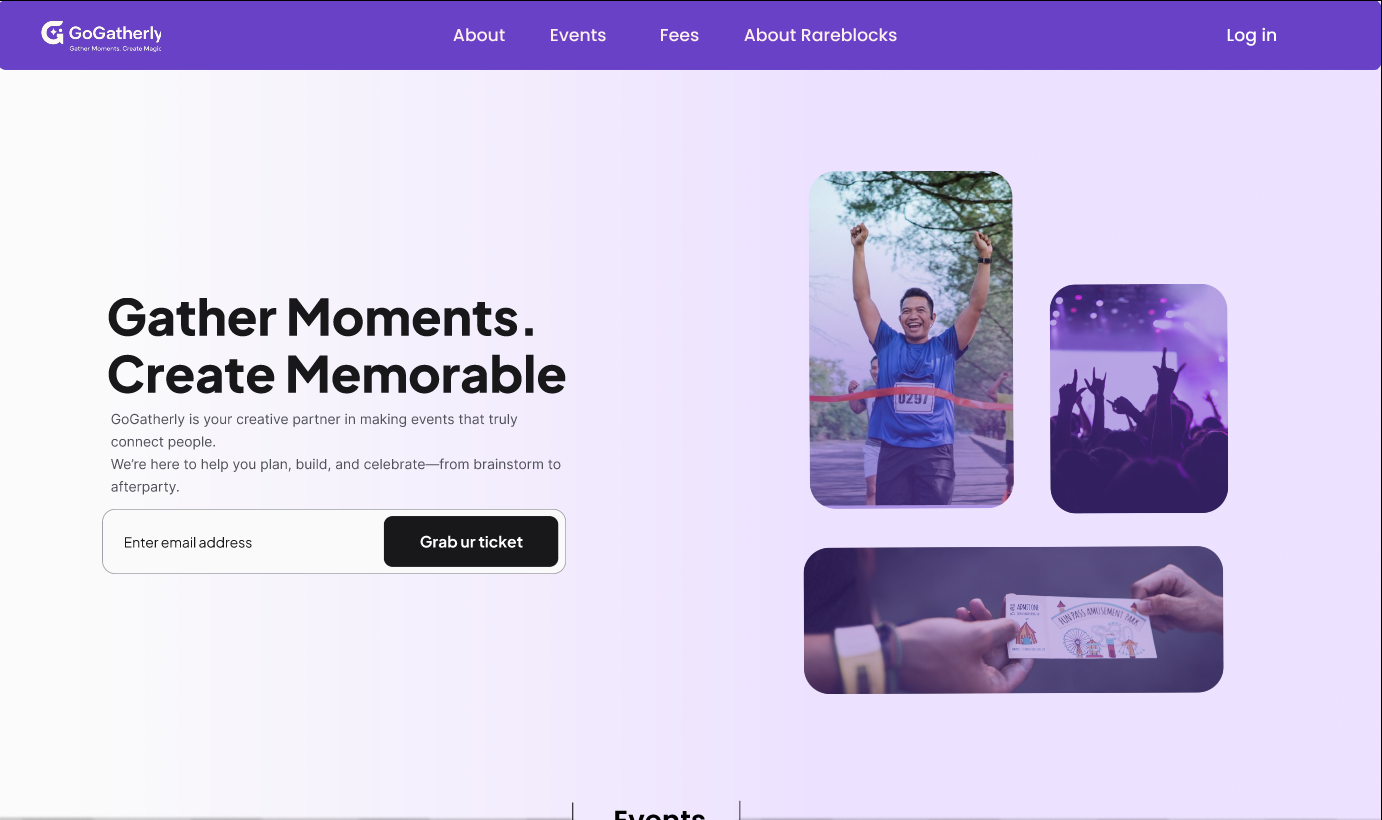 GoGatherly
Gather Moments. Create Magic
About Events Fees About Rareblocks Log in
Gather Moments.
Create Memorable
GoGatherly is your creative partner in making events that truly
connect people.
We're here to help you plan, build, and celebrate—from brainstorm to
afterparty.
Enter email address Grab ur ticket
0297
ADMIT ONE
FUN PASS AMUSEMENT PARK
Events